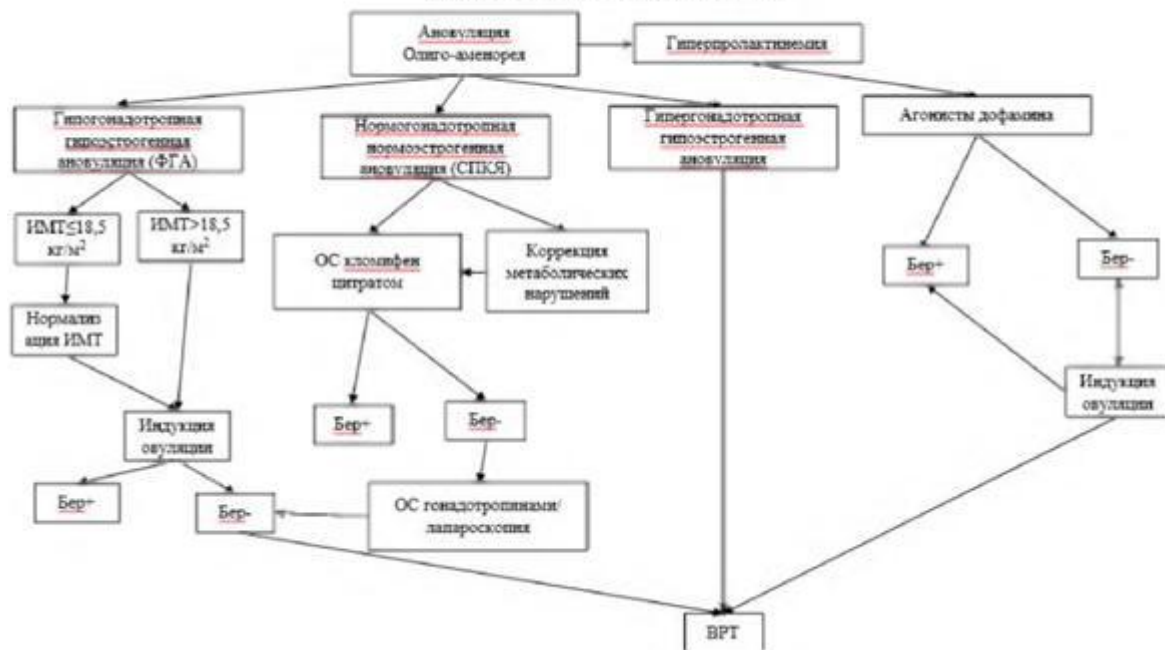 Ановуляция
Олиго-аменорея
Гиперпролактинемия
Гипогонадотропная
гипоэстрогенная
ановуляция (ФГА)
Нормогонадотропная
нормоэстрогенная
ановуляция (СПКЯ)
Гипергонадотропная
гипоэстрогенная
ановуляция
Агонисты дофамина
ИМТ≤18,5
кг/м²
ИМТ>18,5
кг/м²
ОС кломифен
цитратом
Коррекция
метаболических
нарушений
Бер+
Бер-
Нормализ
ация ИМТ
Индукция
овуляции
Бер+
Бер-
Индукция
овуляции
Бер+
Бер-
ОС гонадотропинами/
лапароскопия
ВРТ